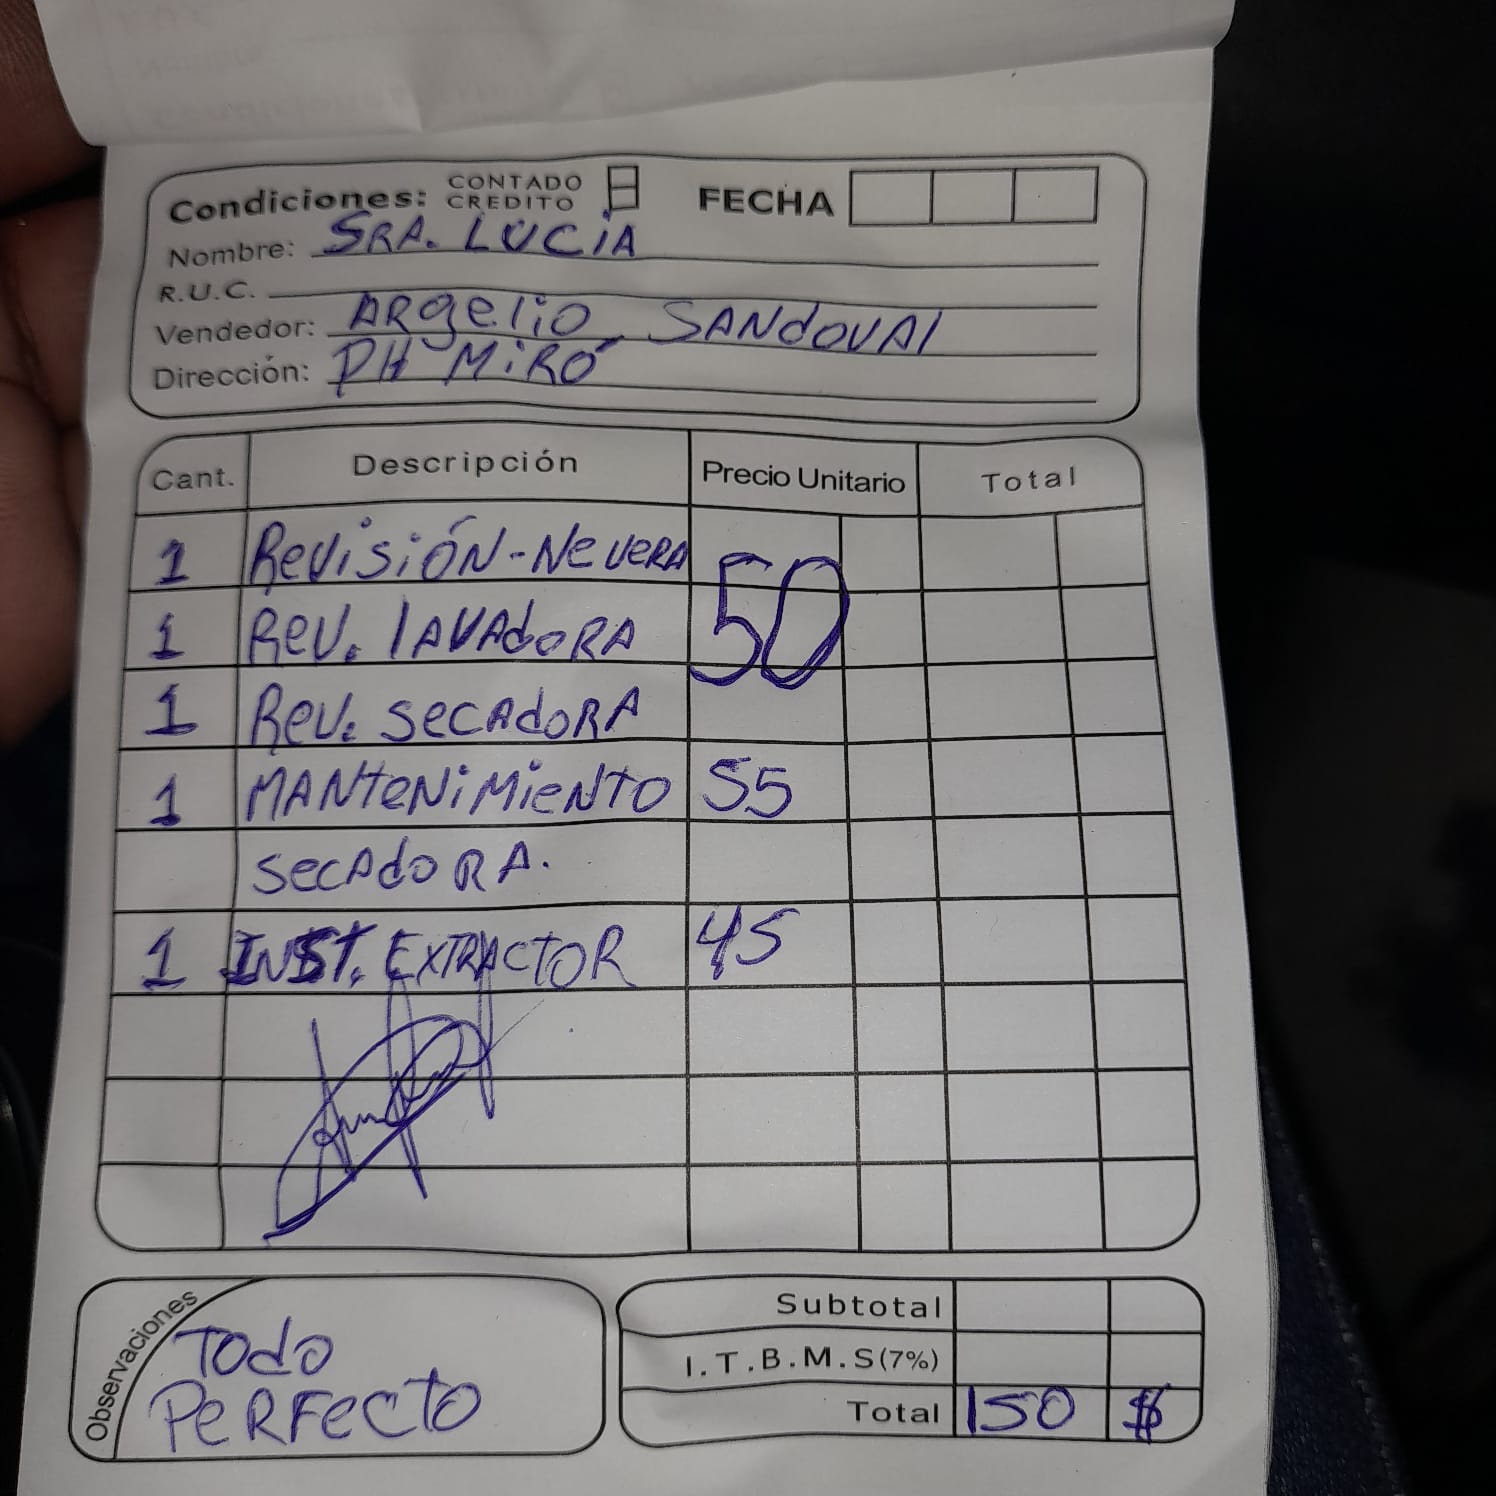 Condiciones: CONTADO
CREDITO
FECHA
Nombre: SRA. LUCIA
R.U.C.
Vendedor: ARgeliO SANdOVAl
Dirección: PH MiRÓ
Cant. Descripción Precio Unitario Total
1 ReVisiÓN-NeVERA 50
1 ReV. lAVAdoRA
1 ReV. SecAdoRA
1 MANteNiMieNTO 55
SecAdoRA.
1 INST. EXTRACTOR 45
Observaciones
TOdo
PeRFecto
Subtotal
I.T.B.M.S(7%)
Total 150 $